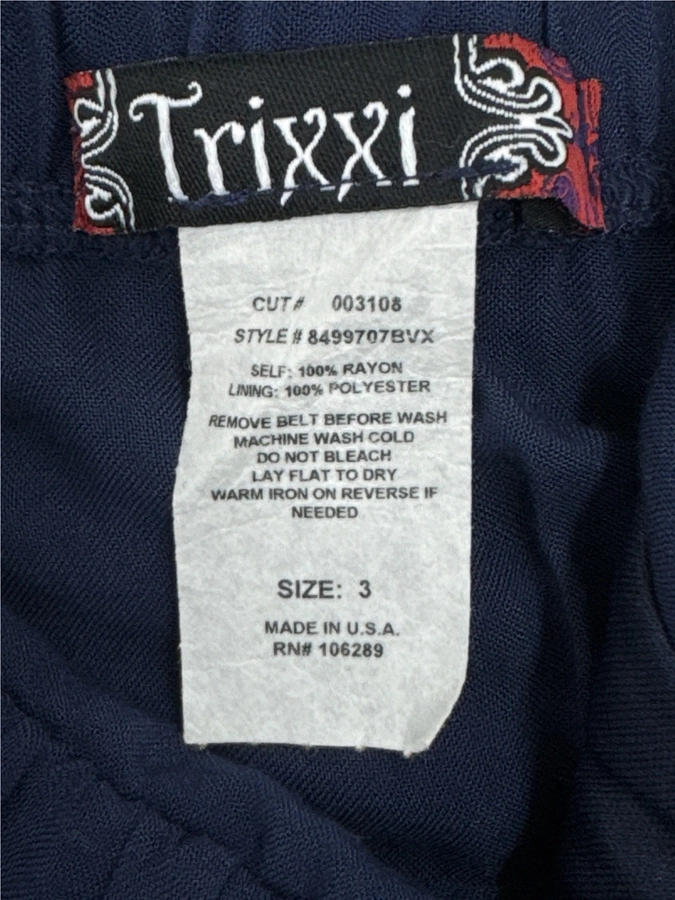 Trixxi
CUT# 003108
STYLE # 8499707BVX
SELF: 100% RAYON
LINING: 100% POLYESTER
REMOVE BELT BEFORE WASH
MACHINE WASH COLD
DO NOT BLEACH
LAY FLAT TO DRY
WARM IRON ON REVERSE IF
NEEDED
SIZE: 3
MADE IN U.S.A.
RN# 106289